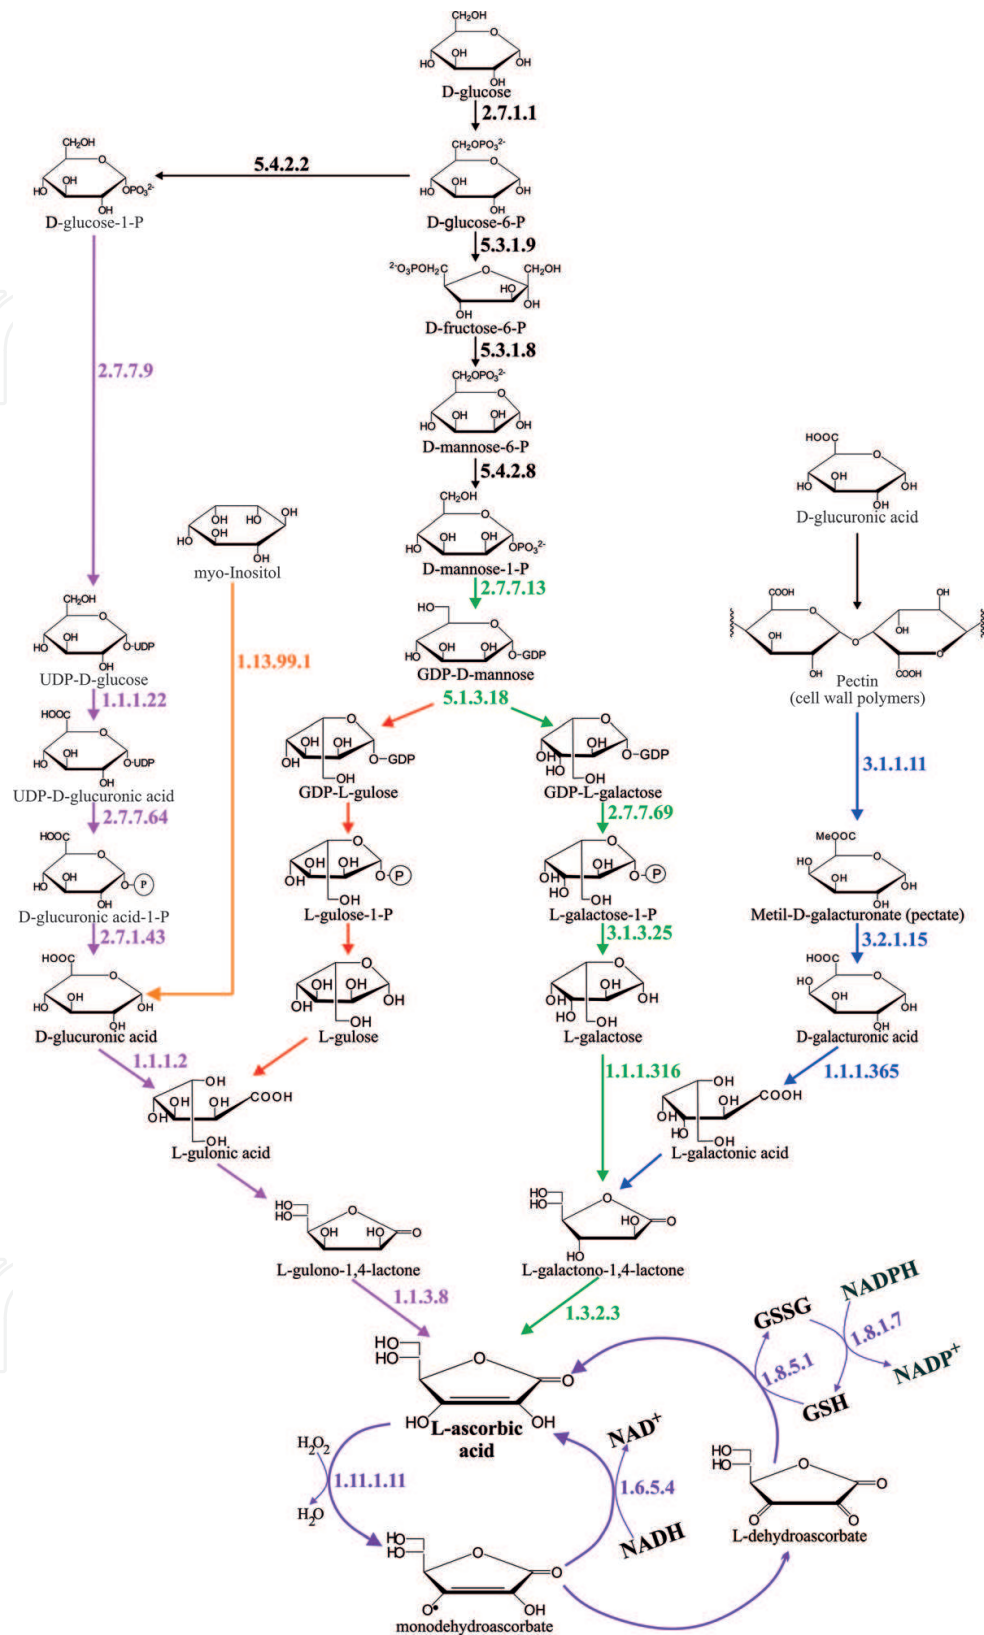 D-glucose
2.7.1.1
5.4.2.2
D-glucose-1-P
D-glucose-6-P
5.3.1.9
D-fructose-6-P
5.3.1.8
2.7.7.9
D-mannose-6-P
5.4.2.8
D-glucuronic acid
myo-Inositol
D-mannose-1-P
2.7.7.13
1.13.99.1
UDP-D-glucose
GDP-D-mannose
Pectin
(cell wall polymers)
1.1.1.22
5.1.3.18
3.1.1.11
UDP-D-glucuronic acid
GDP-L-gulose
GDP-L-galactose
2.7.7.64
2.7.7.69
D-glucuronic acid-1-P
L-gulose-1-P
L-galactose-1-P
Metil-D-galacturonate (pectate)
2.7.1.43
3.1.3.25
3.2.1.15
D-glucuronic acid
L-gulose
L-galactose
D-galacturonic acid
1.1.1.2
1.1.1.316
1.1.1.365
L-gulonic acid
L-galactonic acid
L-gulono-1,4-lactone
L-galactono-1,4-lactone
1.1.3.8
1.3.2.3
NADPH
GSSG
1.8.1.7
1.8.5.1
NADP+
GSH
L-ascorbic
acid
NAD+
H2O2
1.11.1.11
1.6.5.4
H2O
NADH
L-dehydroascorbate
monodehydroascorbate